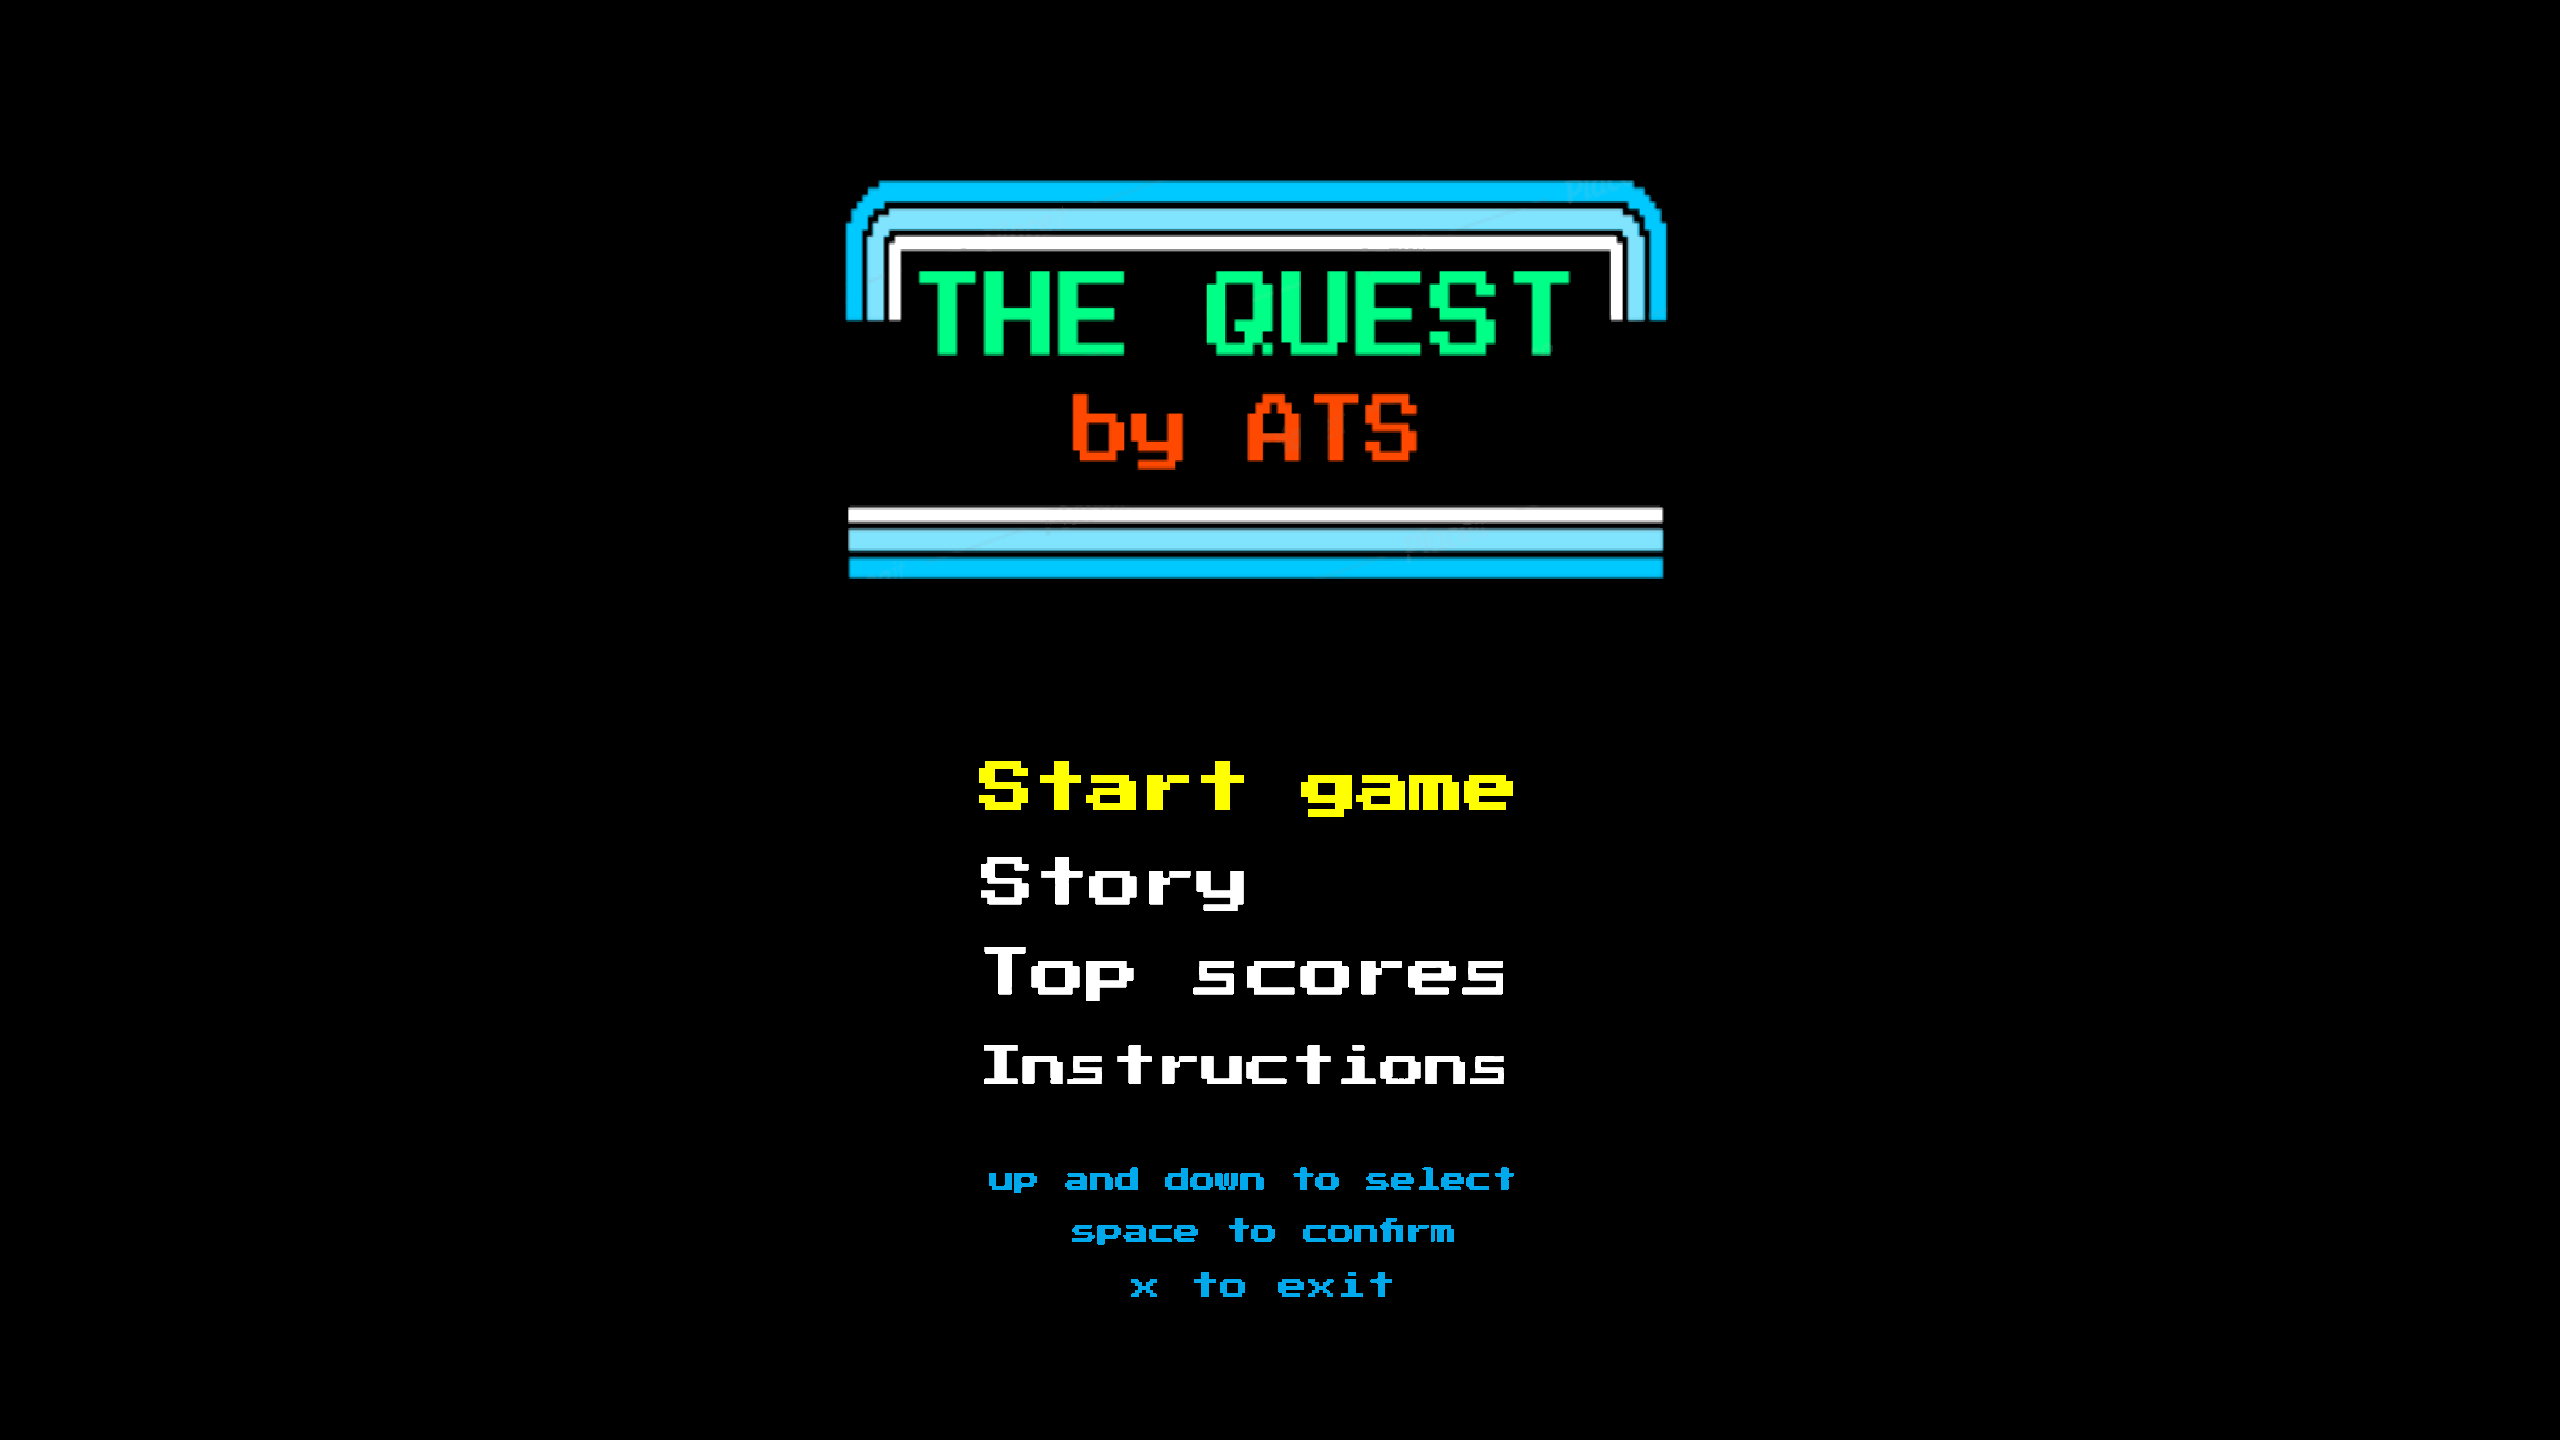 THE QUEST
by ATS
Start game
Story
Top scores
Instructions
up and down to select
space to confirm
x to exit